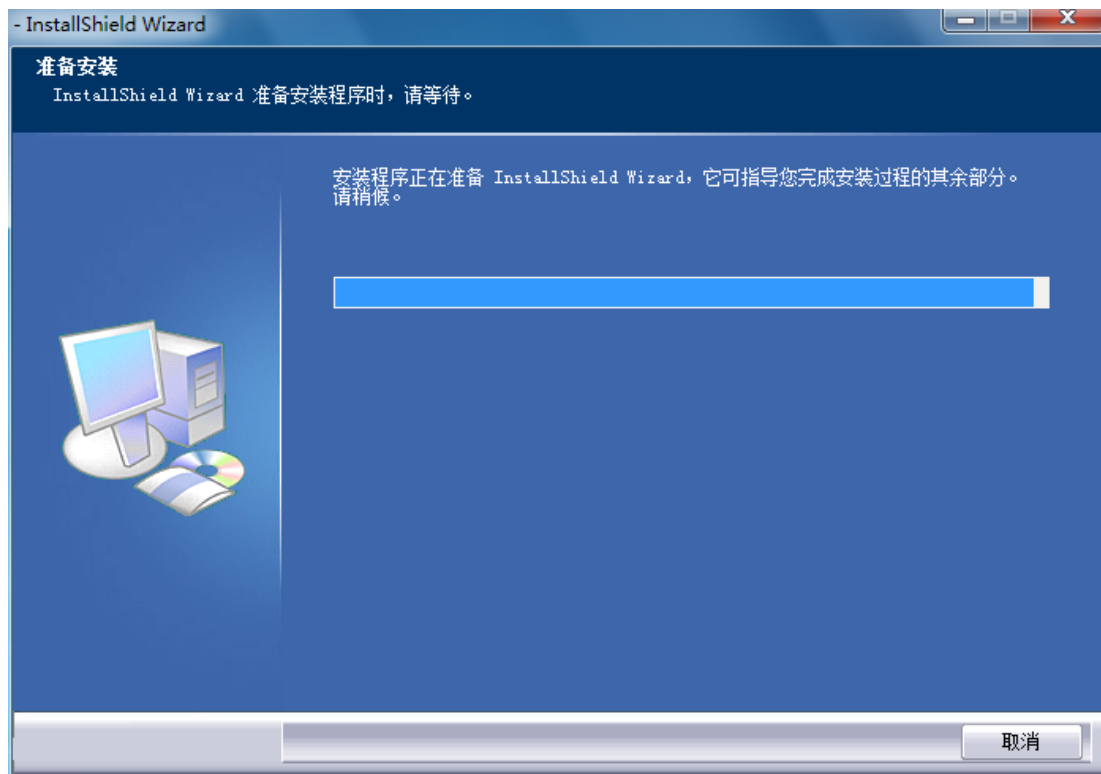 - InstallShield Wizard
准备安装
InstallShield Wizard 准备安装程序时，请等待。
安装程序正在准备 InstallShield Wizard，它可指导您完成安装过程的其余部分。
请稍候。
取消